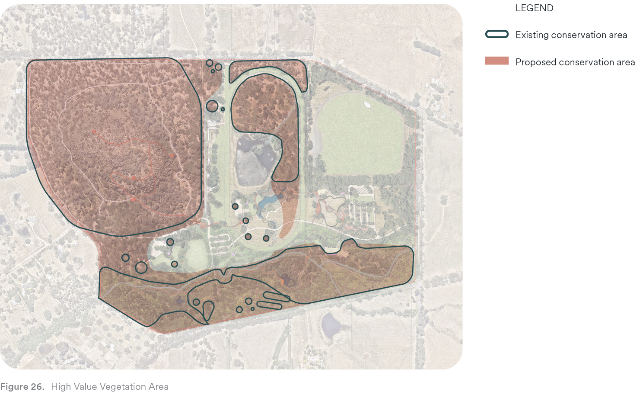 LEGEND
Existing conservation area
Proposed conservation area
Figure 26. High Value Vegetation Area